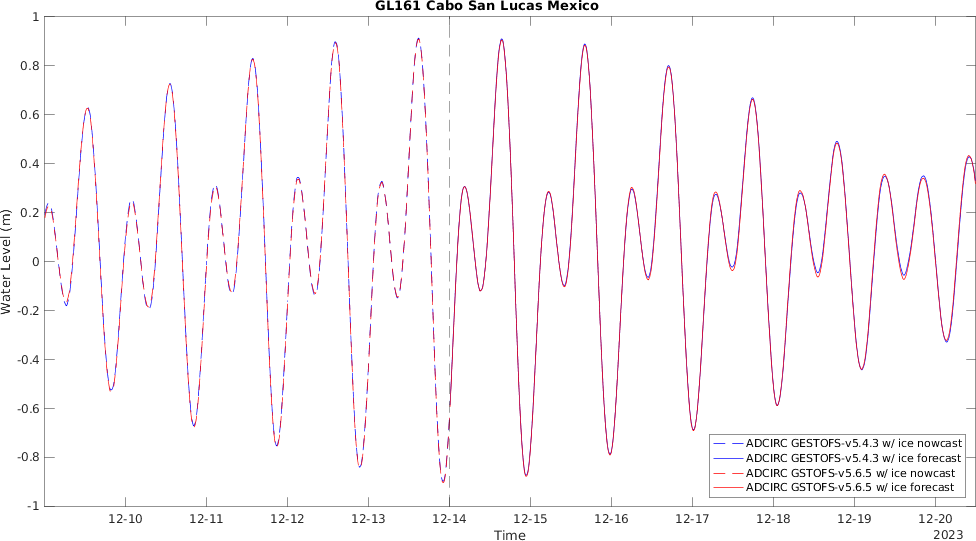 GL161 Cabo San Lucas Mexico
1
0.8
0.6
0.4
0.2
0
-0.2
-0.4
-0.6
-0.8
-1
Water Level (m)
ADCIRC GESTOFS-v5.4.3 w/ ice nowcast
ADCIRC GESTOFS-v5.4.3 w/ ice forecast
ADCIRC GSTOFS-v5.6.5 w/ ice nowcast
ADCIRC GSTOFS-v5.6.5 w/ ice forecast
12-10 12-11 12-12 12-13 12-14 12-15 12-16 12-17 12-18 12-19 12-20
Time
2023